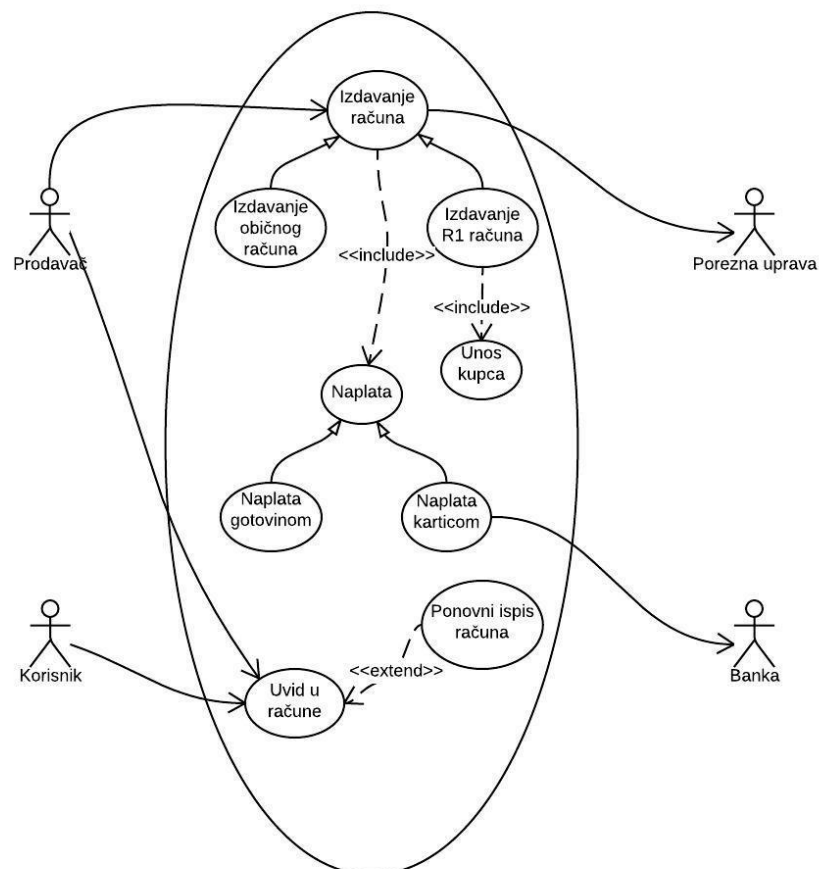 Izdavanje
računa
Izdavanje
običnog
računa
Izdavanje
R1 računa
Prodavač
Porezna uprava
<<include>>
<<include>>
Unos
kupca
Naplata
Naplata
gotovinom
Naplata
karticom
Ponovni ispis
računa
<<extend>>
Korisnik
Uvid u
račune
Banka